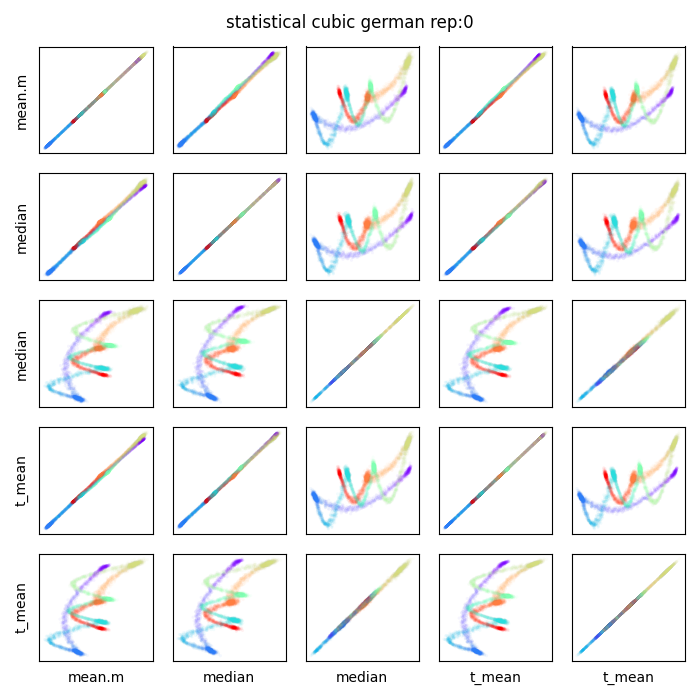 statistical cubic german rep:0
mean.m
median
median
t_mean
t_mean
mean.m median median t_mean t_mean